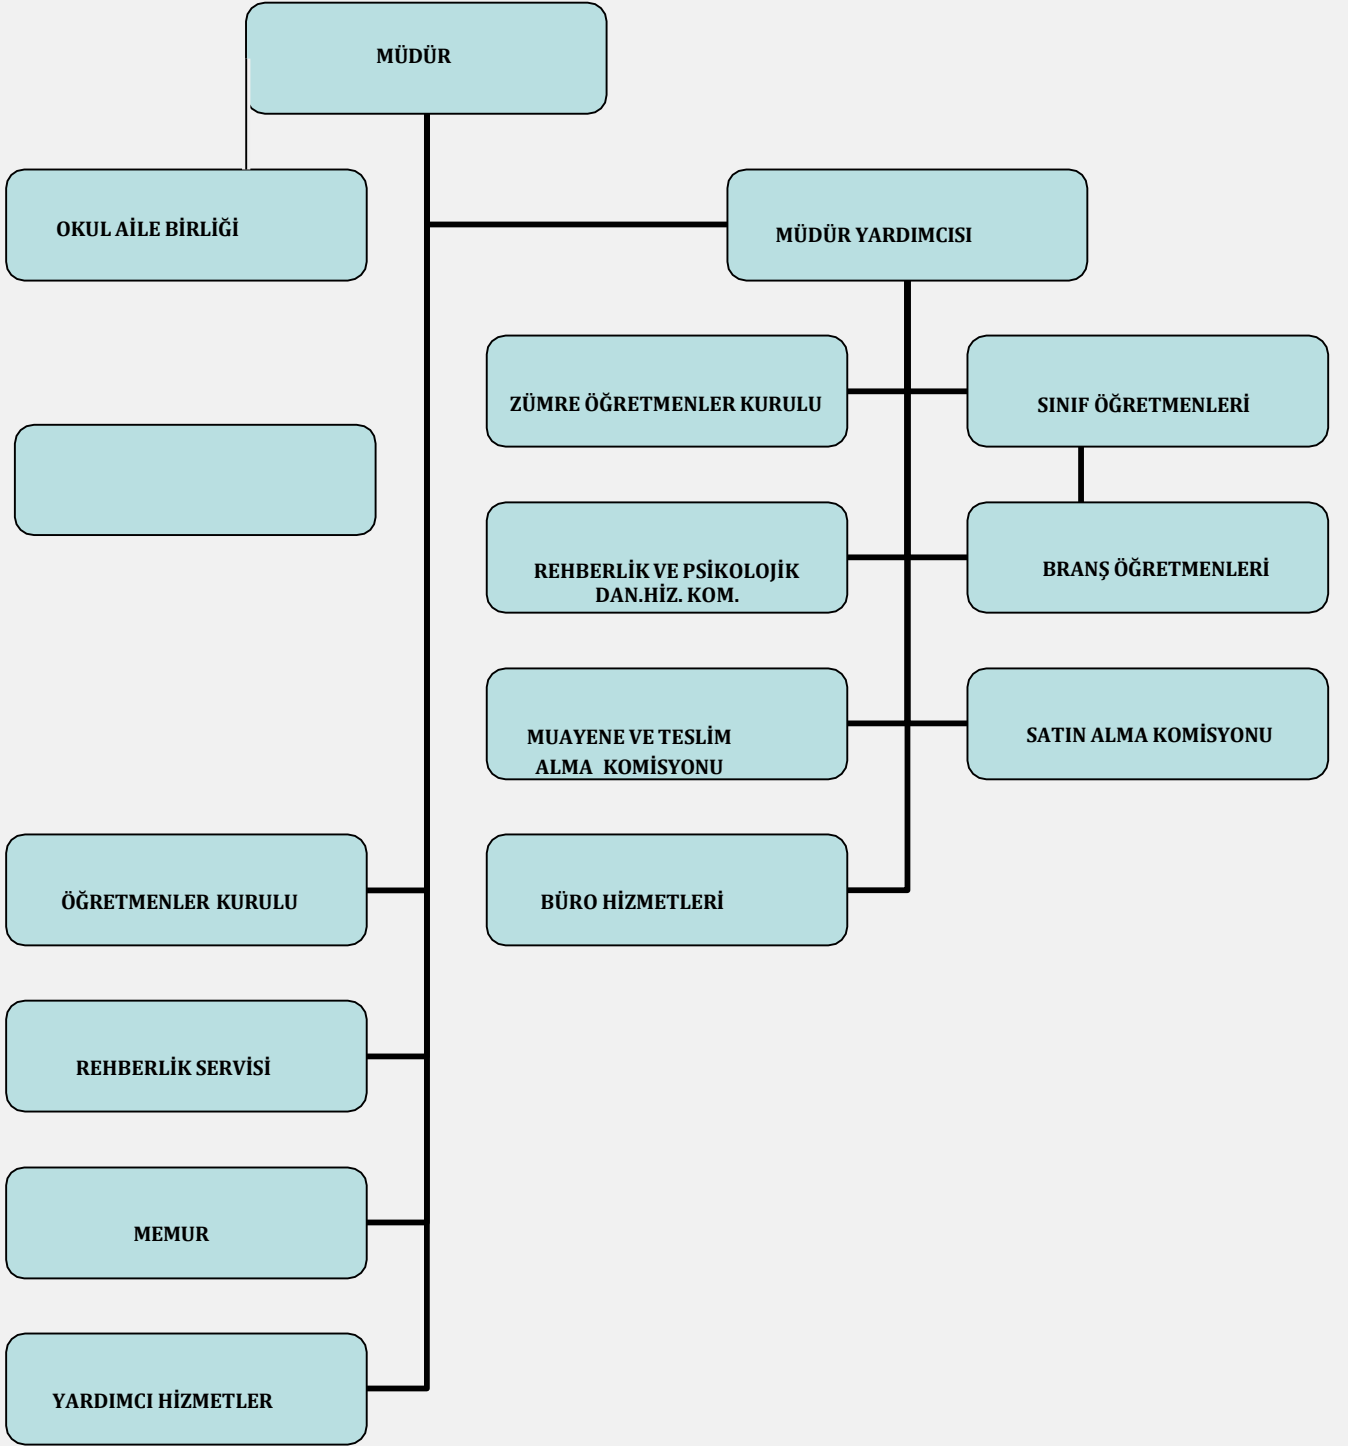 MÜDÜR
OKUL AİLE BİRLİĞİ
MÜDÜR YARDIMCISI
ZÜMRE ÖĞRETMENLER KURULU
SINIF ÖĞRETMENLERİ
REHBERLİK VE PSİKOLOJİK
DAN.HİZ. KOM.
BRANŞ ÖĞRETMENLERİ
MUAYENE VE TESLİM
ALMA KOMİSYONU
SATIN ALMA KOMİSYONU
ÖĞRETMENLER KURULU
BÜRO HİZMETLERİ
REHBERLİK SERVİSİ
MEMUR
YARDIMCI HİZMETLER